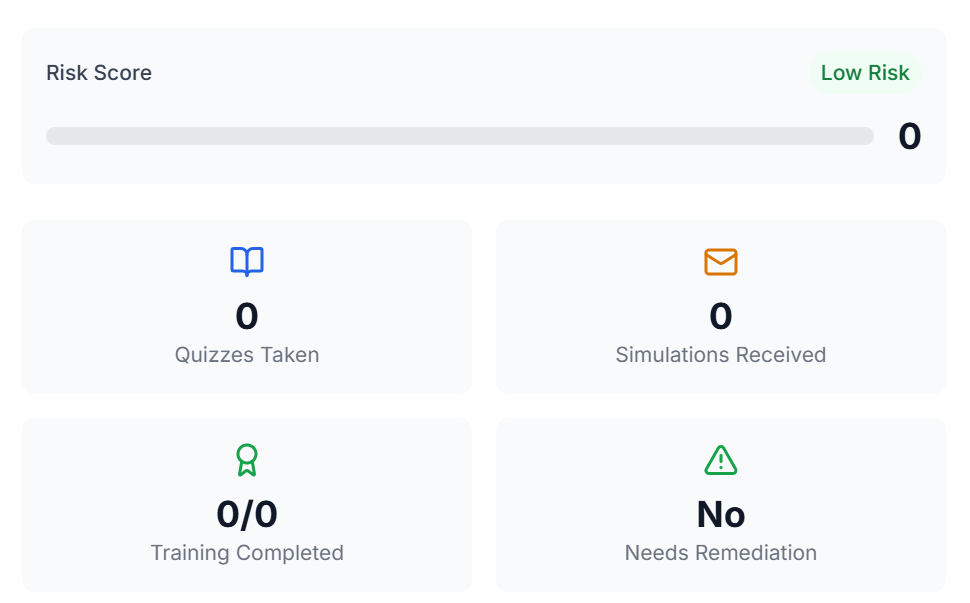 Risk Score
Low Risk
0
0
Quizzes Taken
0
Simulations Received
0/0
Training Completed
No
Needs Remediation